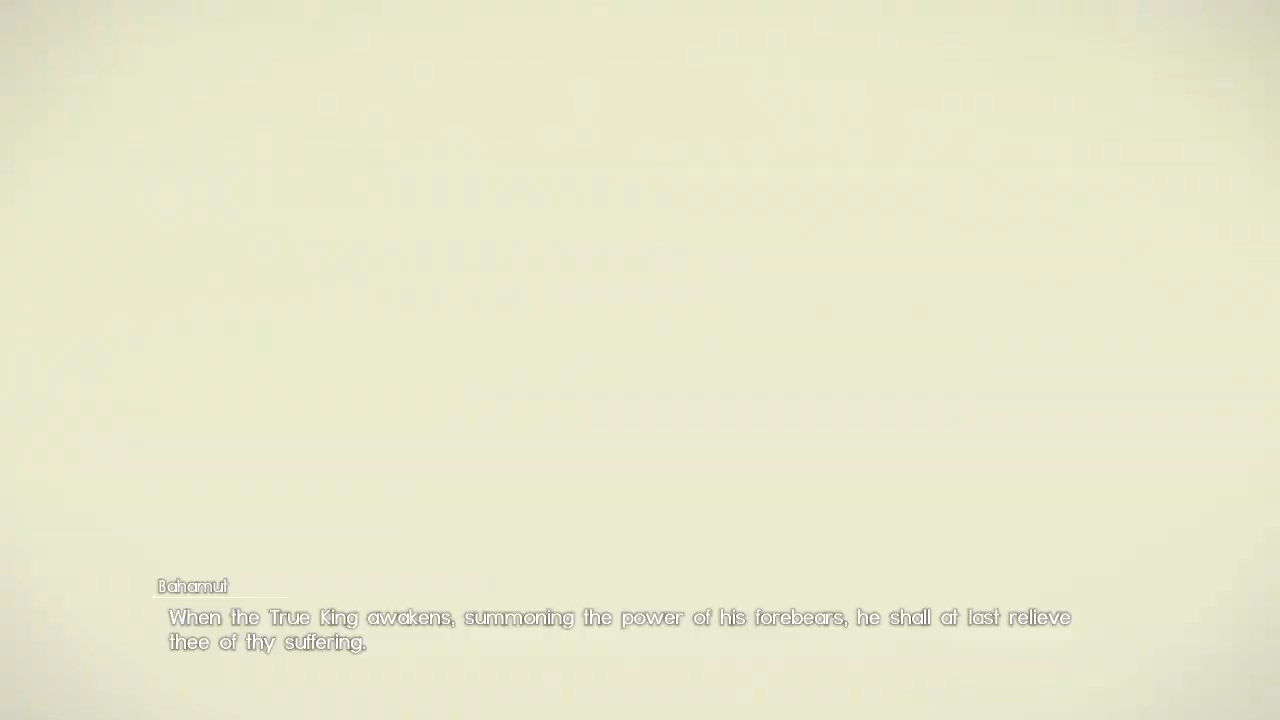 Bahamut
When the True King awakens, summoning the power of his forebears, he shall at last relieve
thee of thy suffering.